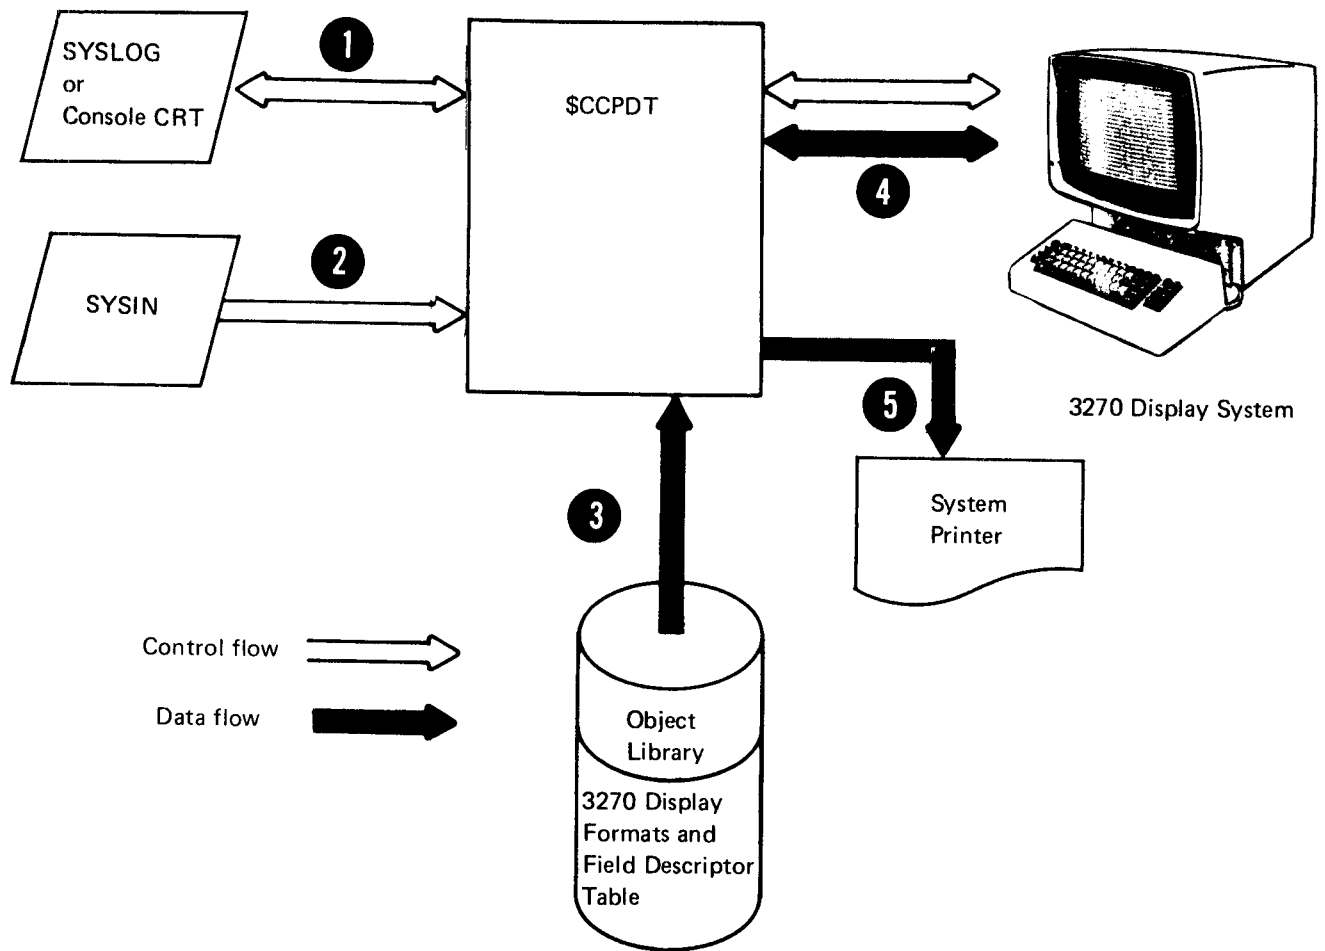 SYSLOG
or
Console CRT
1
$CCPDT
4
2
SYSIN
5
3270 Display System
3
System
Printer
Control flow
Data flow
Object
Library
3270 Display
Formats and
Field Descriptor
Table